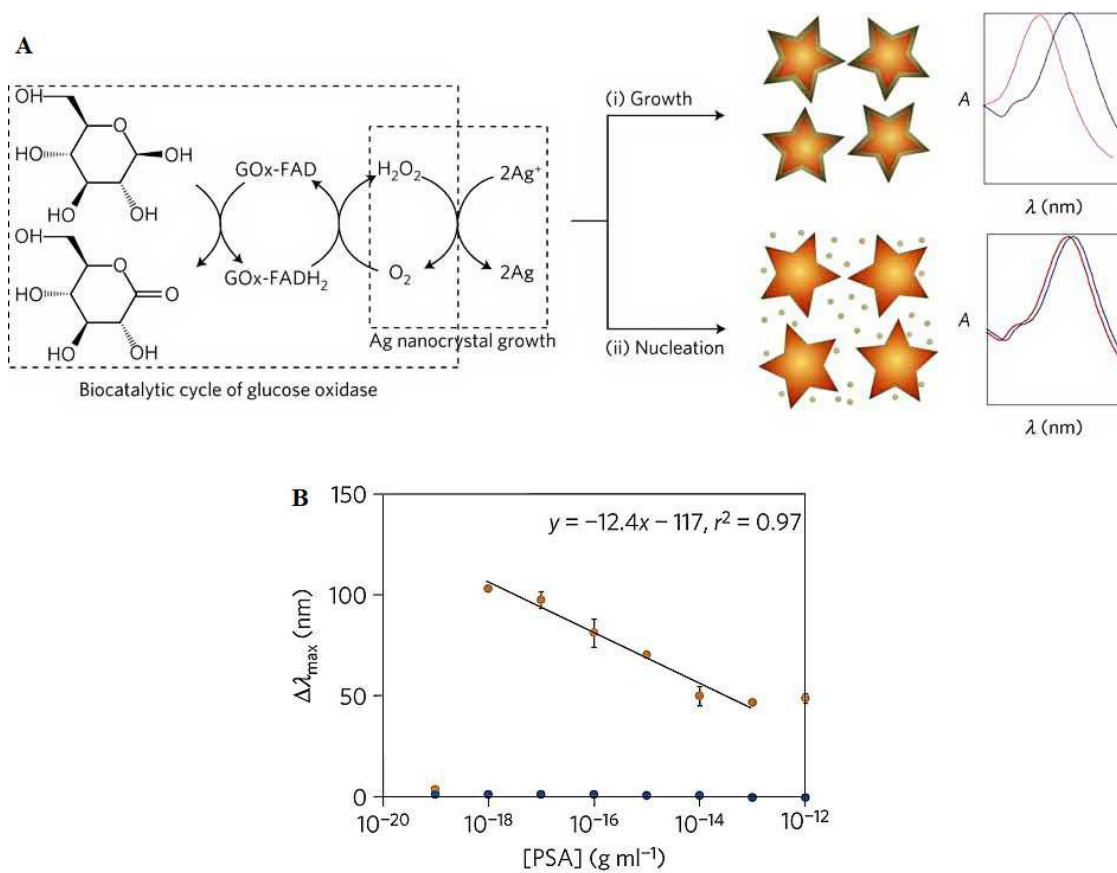 A
OH
O
HO
OH
HO
OH
OH
O
HO
O
HO
OH
GOx-FAD
GOx-FADH₂
H₂O₂
O₂
2Ag⁺
2Ag
Ag nanocrystal growth
Biocatalytic cycle of glucose oxidase
(i) Growth
(ii) Nucleation
A
λ (nm)
A
λ (nm)
B
y = −12.4x − 117, r² = 0.97
150
100
50
0
Δλmax (nm)
10⁻²⁰
10⁻¹⁸
10⁻¹⁶
10⁻¹⁴
10⁻¹²
[PSA] (g ml⁻¹)